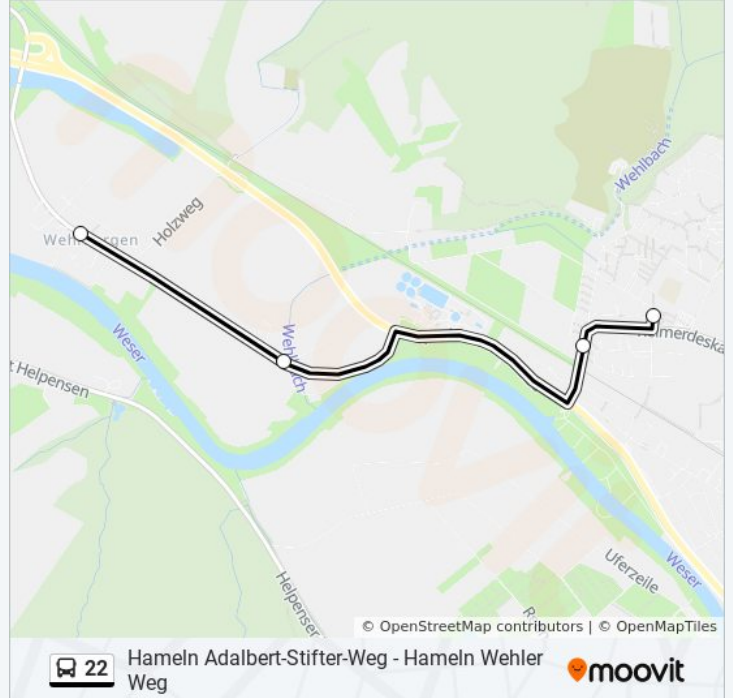 Wehlbach
Holzweg
Weser
Wehlbach
t Helpensen
Helpenser
Uferzeile
Weser
© OpenStreetMap contributors | © OpenMapTiles
22
Hameln Adalbert-Stifter-Weg - Hameln Wehler
Weg
moovit